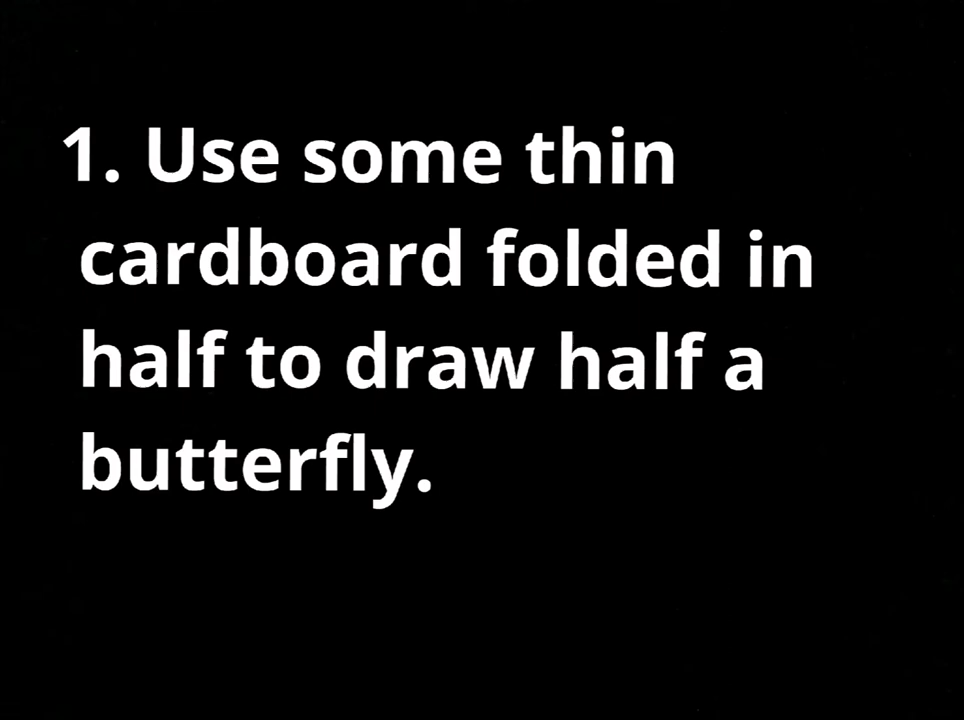 1. Use some thin
cardboard folded in
half to draw half a
butterfly.